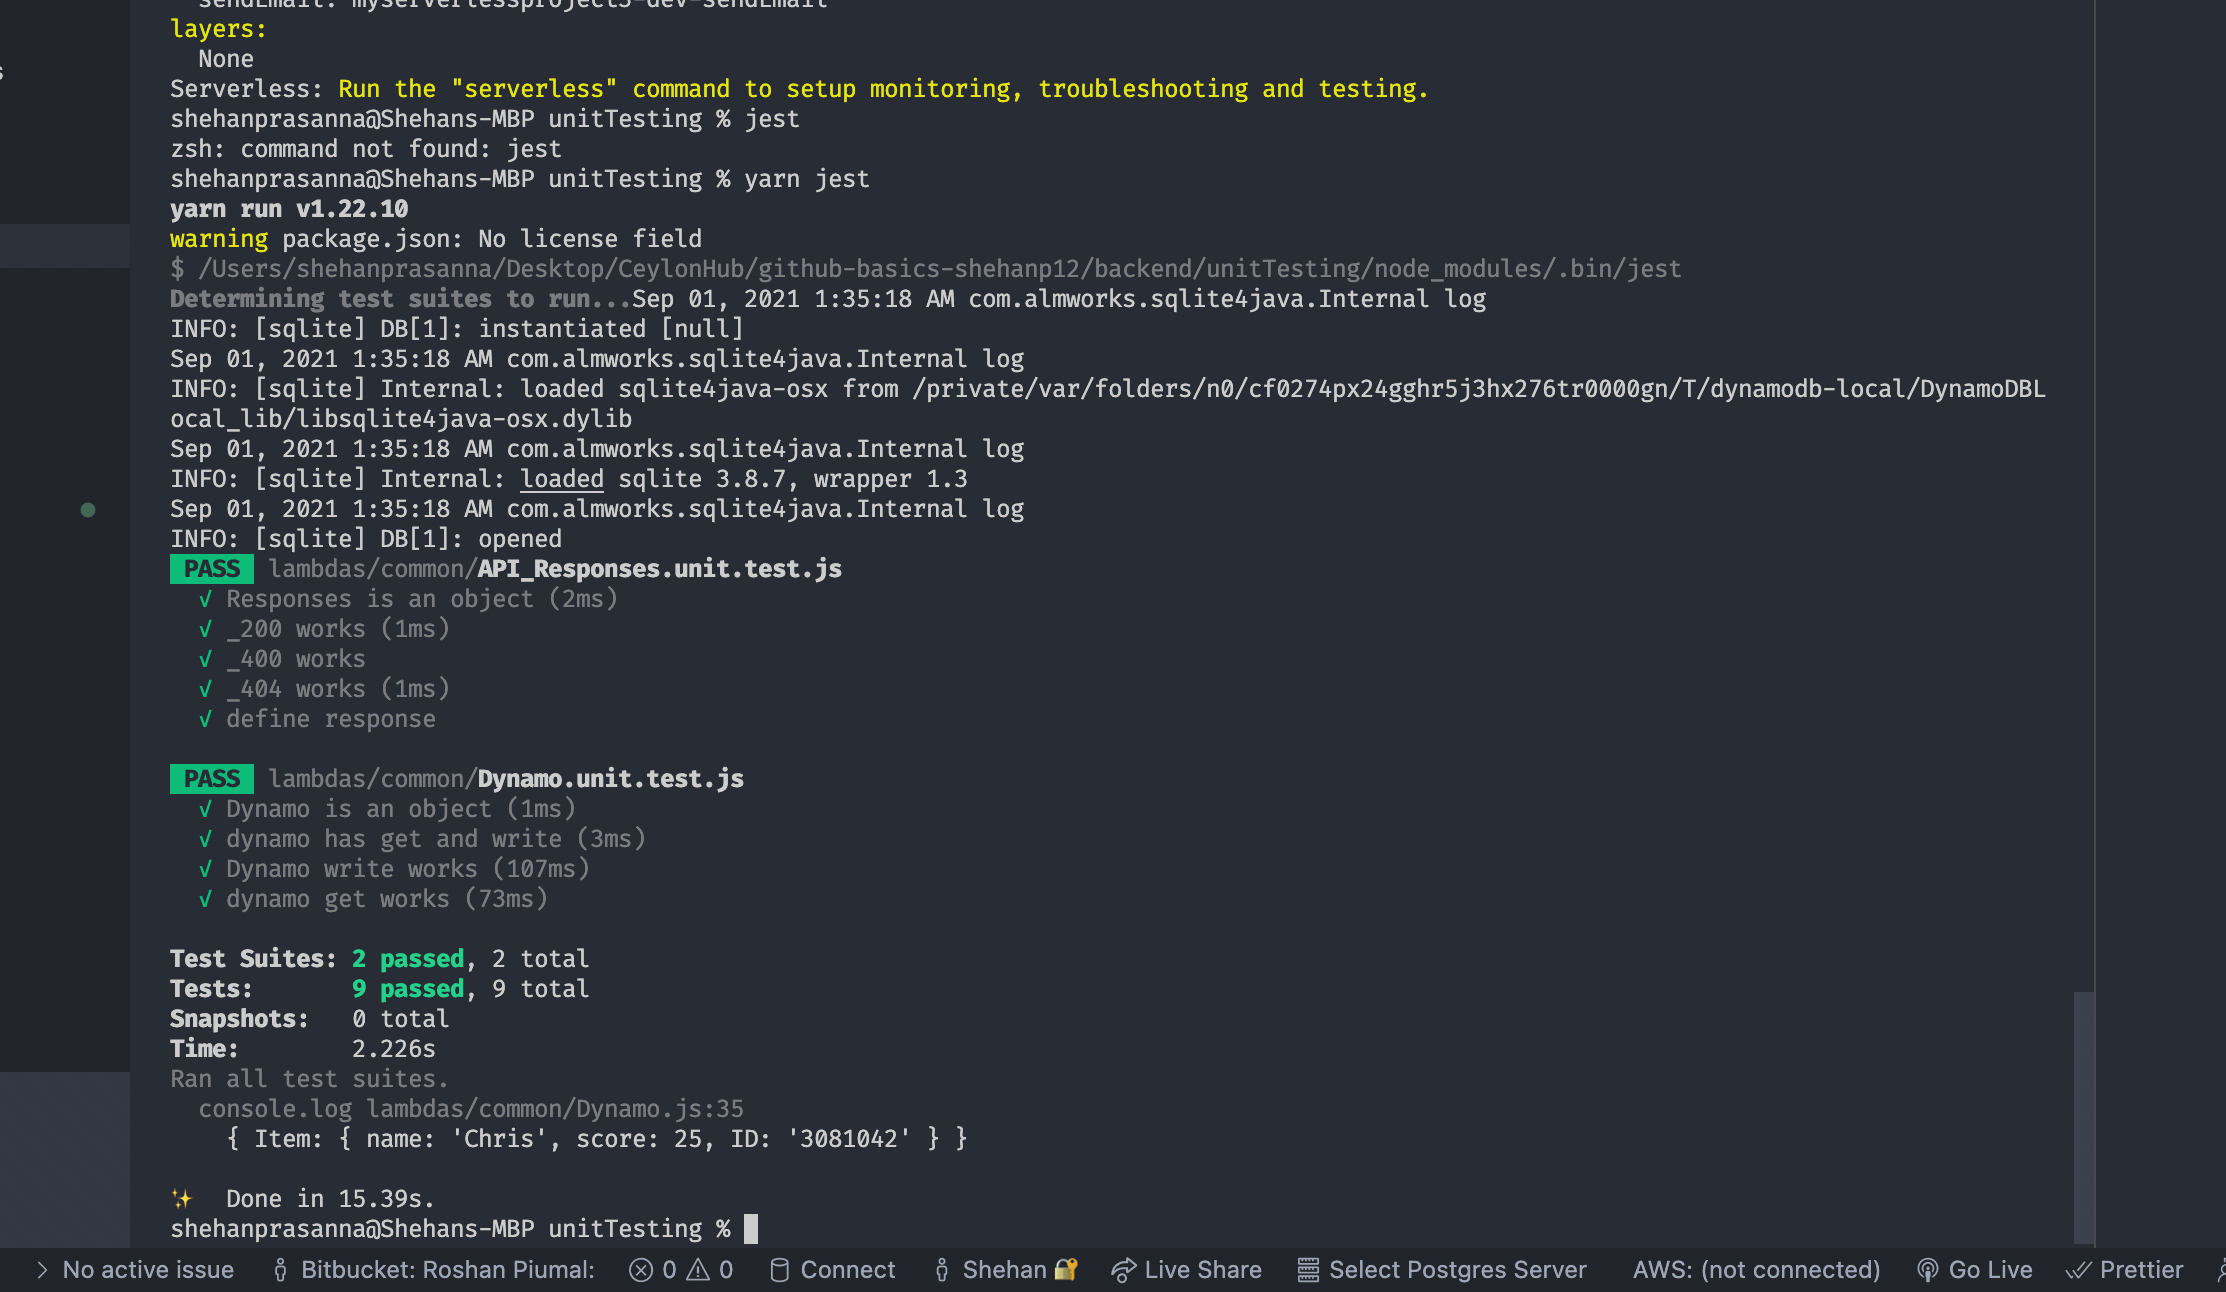 sendEmail: myserverlessproject3-dev-sendEmail
layers:
None
Serverless: Run the "serverless" command to setup monitoring, troubleshooting and testing.
shehanprasanna@Shehans-MBP unitTesting % jest
zsh: command not found: jest
shehanprasanna@Shehans-MBP unitTesting % yarn jest
yarn run v1.22.10
warning package.json: No license field
$ /Users/shehanprasanna/Desktop/CeylonHub/github-basics-shehanp12/backend/unitTesting/node_modules/.bin/jest
Determining test suites to run...Sep 01, 2021 1:35:18 AM com.almworks.sqlite4java.Internal log
INFO: [sqlite] DB[1]: instantiated [null]
Sep 01, 2021 1:35:18 AM com.almworks.sqlite4java.Internal log
INFO: [sqlite] Internal: loaded sqlite4java-osx from /private/var/folders/n0/cf0274px24gghr5j3hx276tr0000gn/T/dynamodb-local/DynamoDBL
ocal_lib/libsqlite4java-osx.dylib
Sep 01, 2021 1:35:18 AM com.almworks.sqlite4java.Internal log
INFO: [sqlite] Internal: loaded sqlite 3.8.7, wrapper 1.3
Sep 01, 2021 1:35:18 AM com.almworks.sqlite4java.Internal log
INFO: [sqlite] DB[1]: opened
PASS lambdas/common/API_Responses.unit.test.js
√ Responses is an object (2ms)
√ _200 works (1ms)
√ _400 works
√ _404 works (1ms)
√ define response
PASS lambdas/common/Dynamo.unit.test.js
√ Dynamo is an object (1ms)
√ dynamo has get and write (3ms)
√ Dynamo write works (107ms)
√ dynamo get works (73ms)
Test Suites: 2 passed, 2 total
Tests: 9 passed, 9 total
Snapshots: 0 total
Time: 2.226s
Ran all test suites.
console.log lambdas/common/Dynamo.js:35
{ Item: { name: 'Chris', score: 25, ID: '3081042' } }
✨ Done in 15.39s.
shehanprasanna@Shehans-MBP unitTesting %
No active issue Bitbucket: Roshan Piumal: 0 0 Connect Shehan 🔐 Live Share Select Postgres Server AWS: (not connected) Go Live Prettier